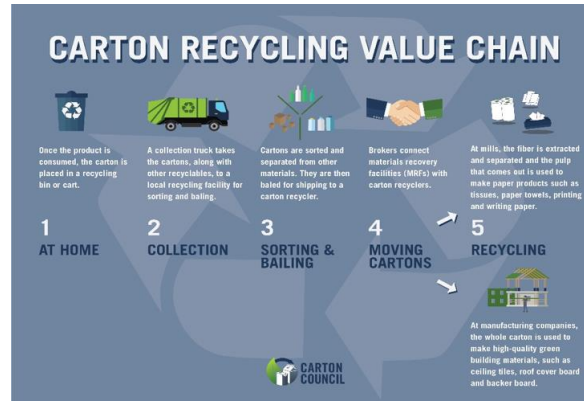 CARTON RECYCLING VALUE CHAIN
Once the product is
consumed, the carton is
placed in a recycling
bin or cart.
1
AT HOME
A collection truck takes
the cartons, along with
other recyclables, to a
local recycling facility for
sorting and baling.
2
COLLECTION
Cartons are sorted and
separated from other
materials. They are then
baled for shipping to a
carton recycler.
3
SORTING &
BAILING
Brokers connect
materials recovery
facilities (MRFs) with
carton recyclers.
4
MOVING
CARTONS
At mills, the fiber is extracted
and separated and the pulp
that comes out is used to
make paper products such as
tissues, paper towels, printing
and writing paper.
5
RECYCLING
At manufacturing companies,
the whole carton is used to
make high-quality green
building materials, such as
ceiling tiles, roof cover board
and backer board.
CARTON
COUNCIL